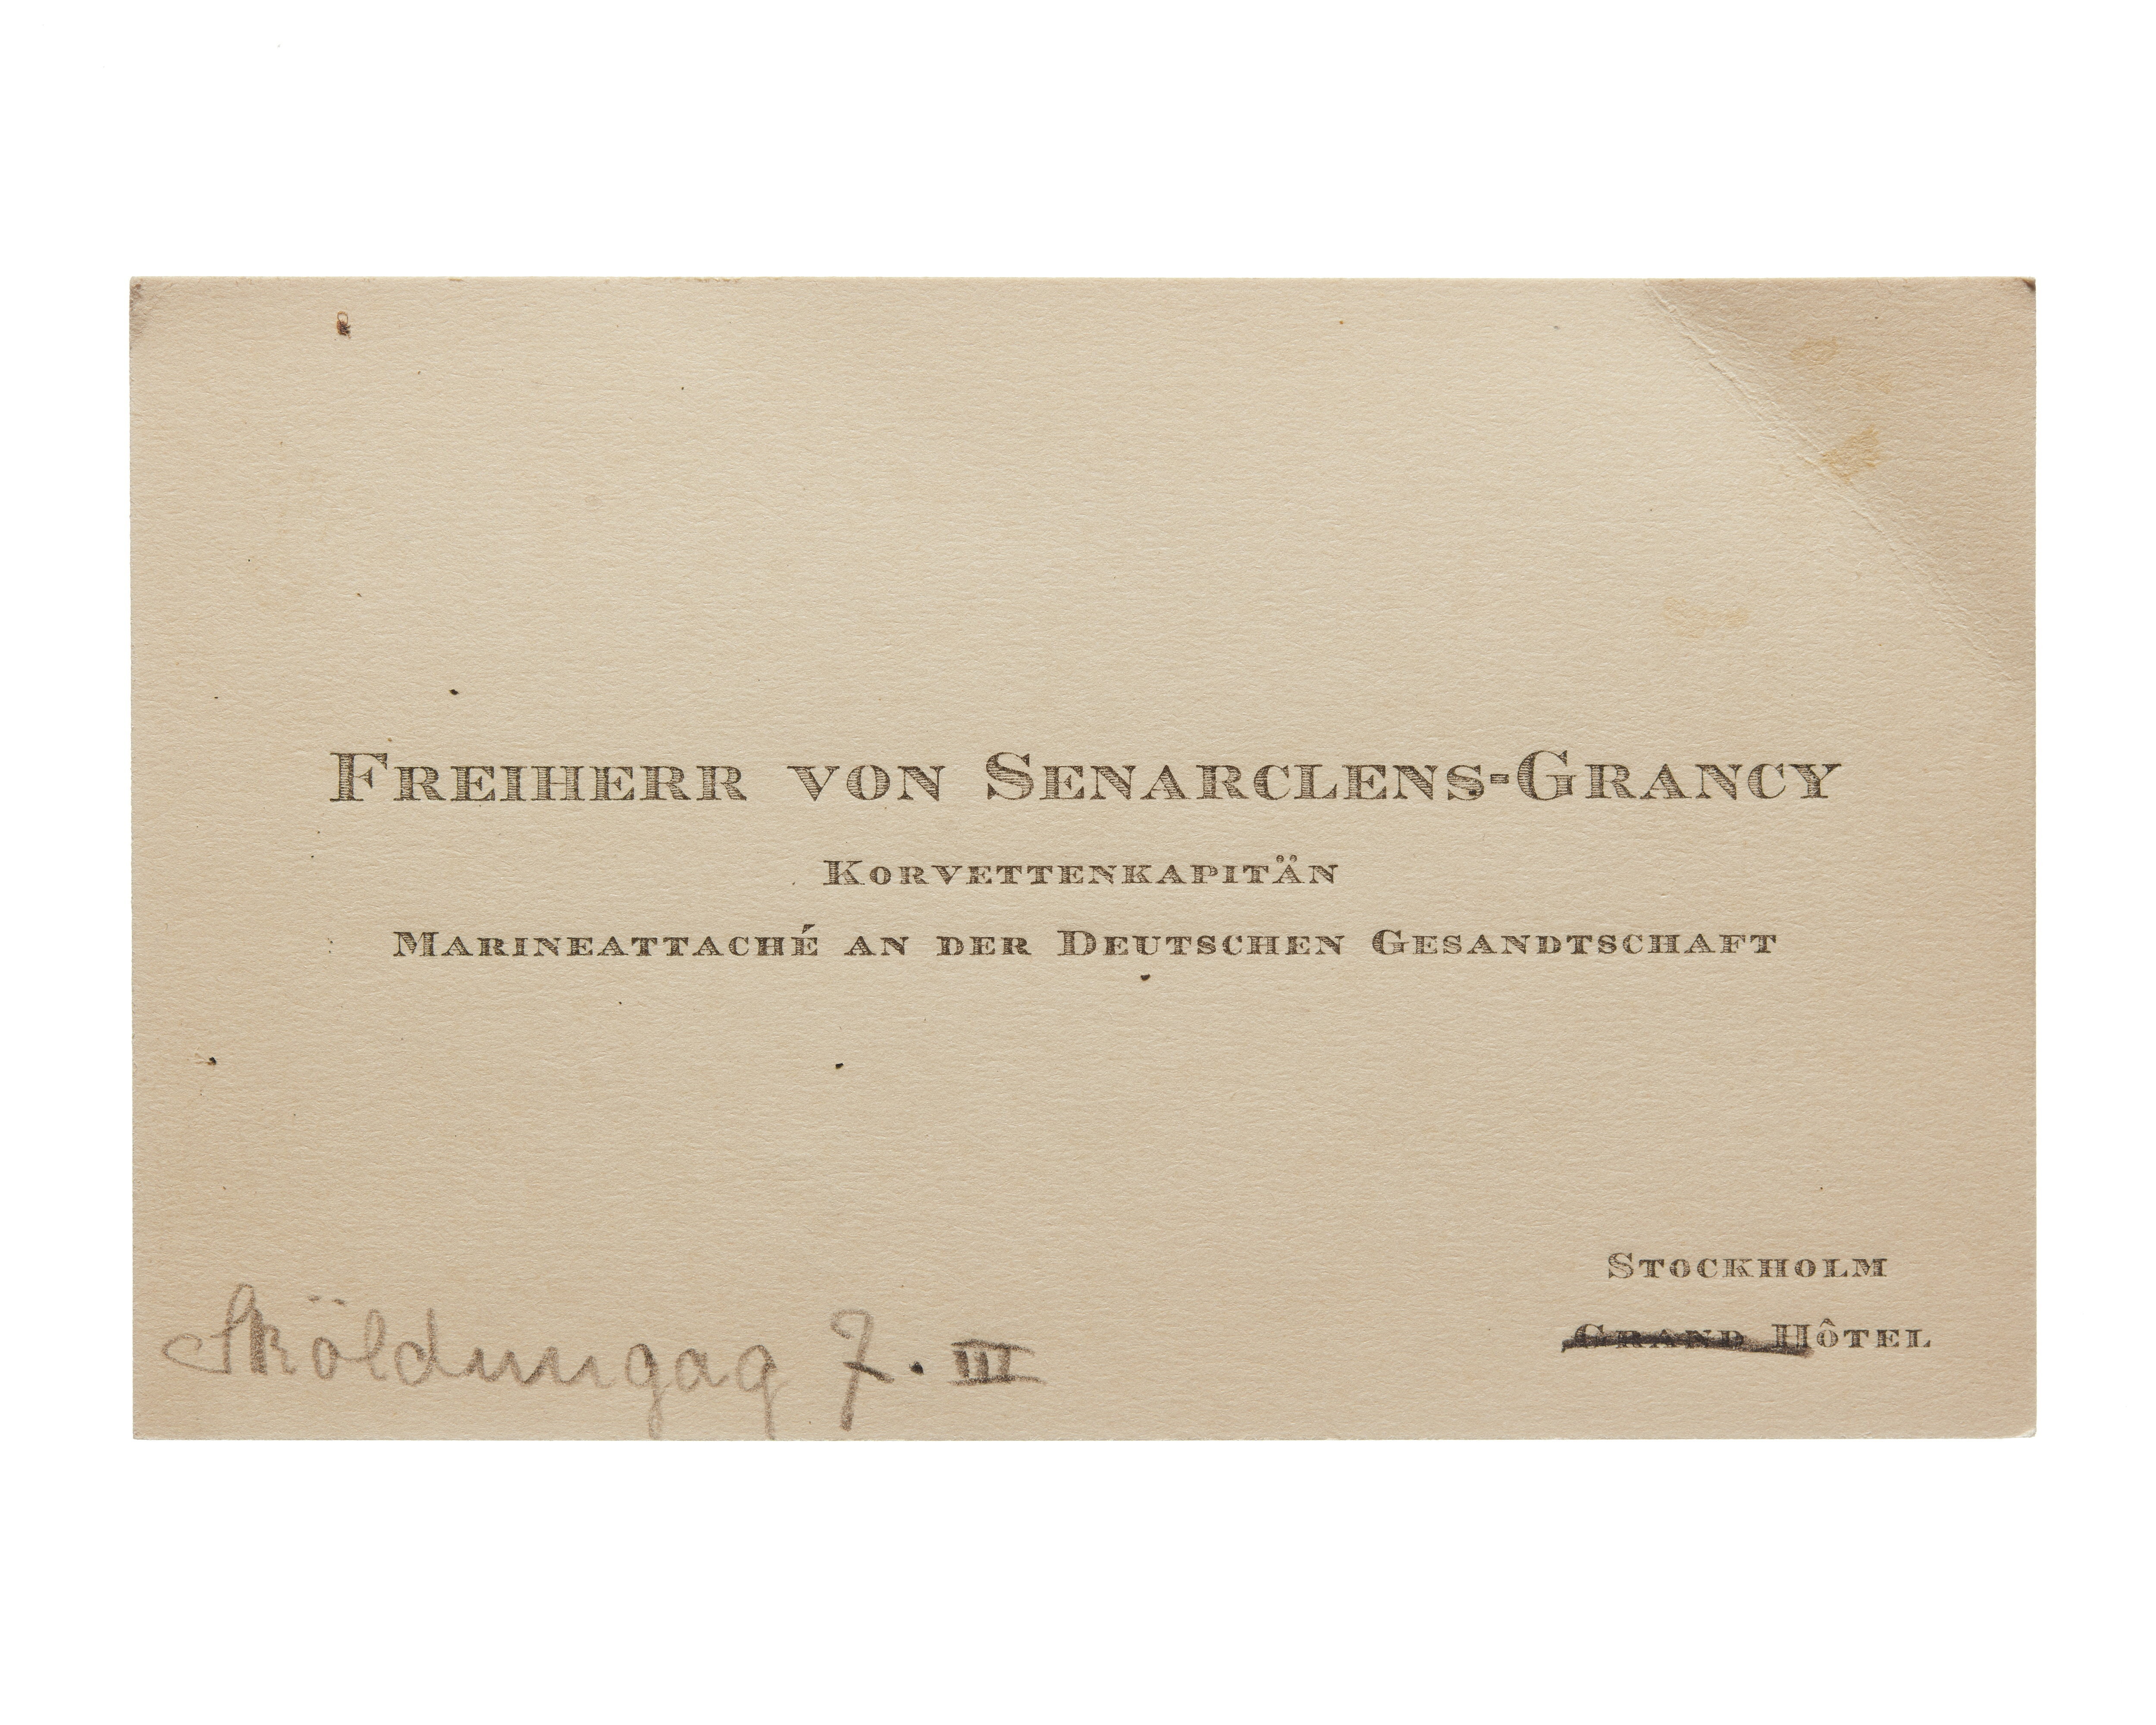 Freiherr von Senarclens-Grancy
Korvettenkapitän
Marineattaché an der Deutschen Gesandtschaft
Stockholm
Grand Hôtel
Sköldungag 7. III